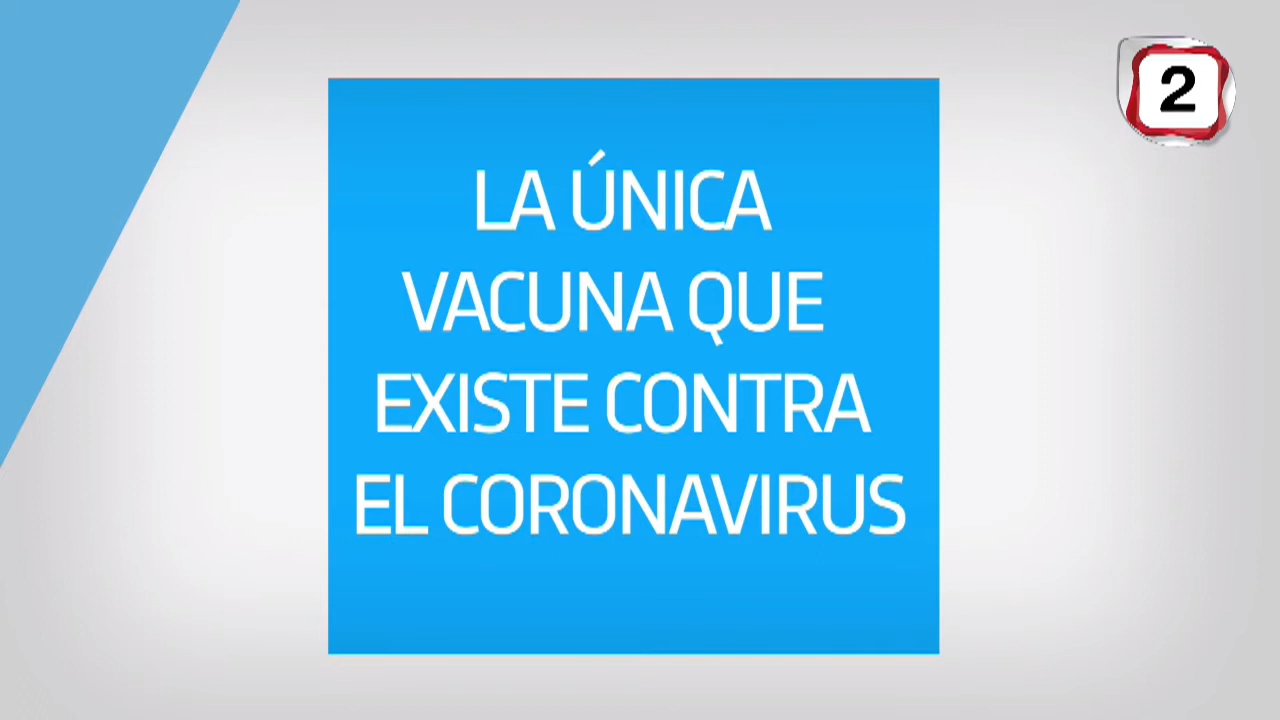 2
LA ÚNICA
VACUNA QUE
EXISTE CONTRA
EL CORONAVIRUS